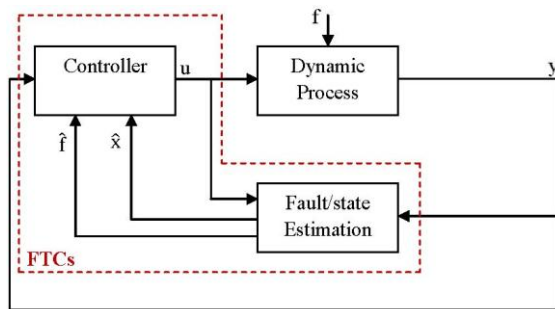 f
Controller
u
Dynamic
Process
y
f̂
x̂
Fault/state
Estimation
FTCs